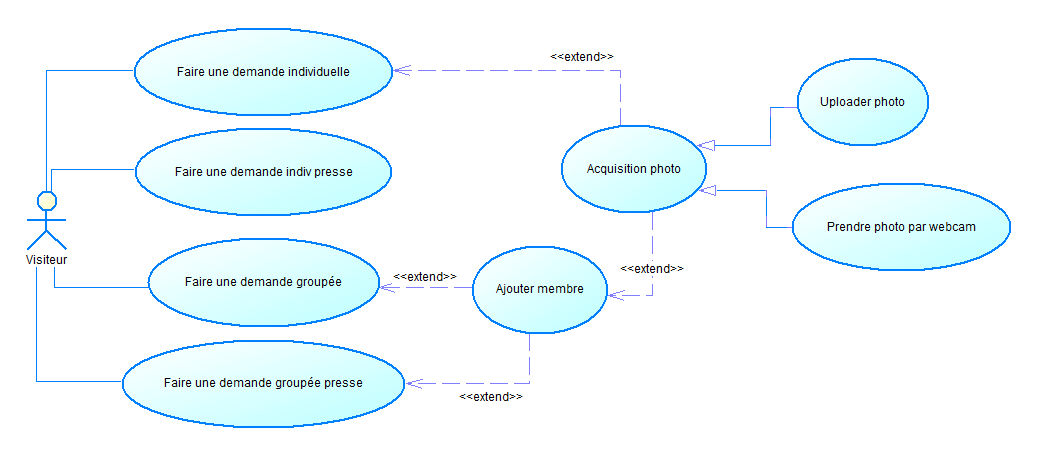 <<extend>>
Faire une demande individuelle
Uploader photo
Faire une demande indiv presse
Acquisition photo
Prendre photo par webcam
Visiteur
<<extend>>
<<extend>>
Faire une demande groupée
Ajouter membre
Faire une demande groupée presse
<<extend>>